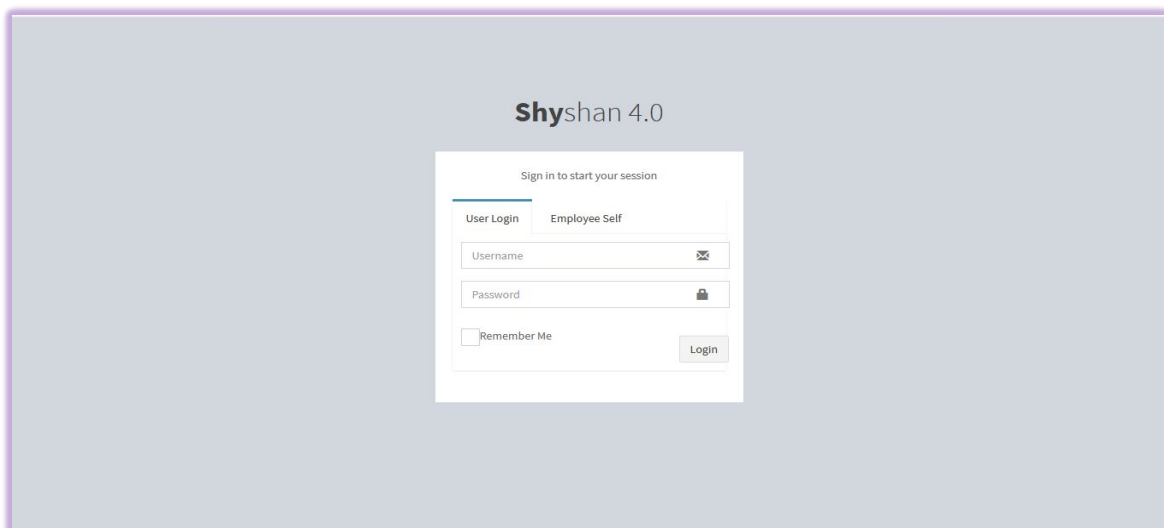 Shyshan 4.0
Sign in to start your session
User Login Employee Self
Username
Password
Remember Me
Login